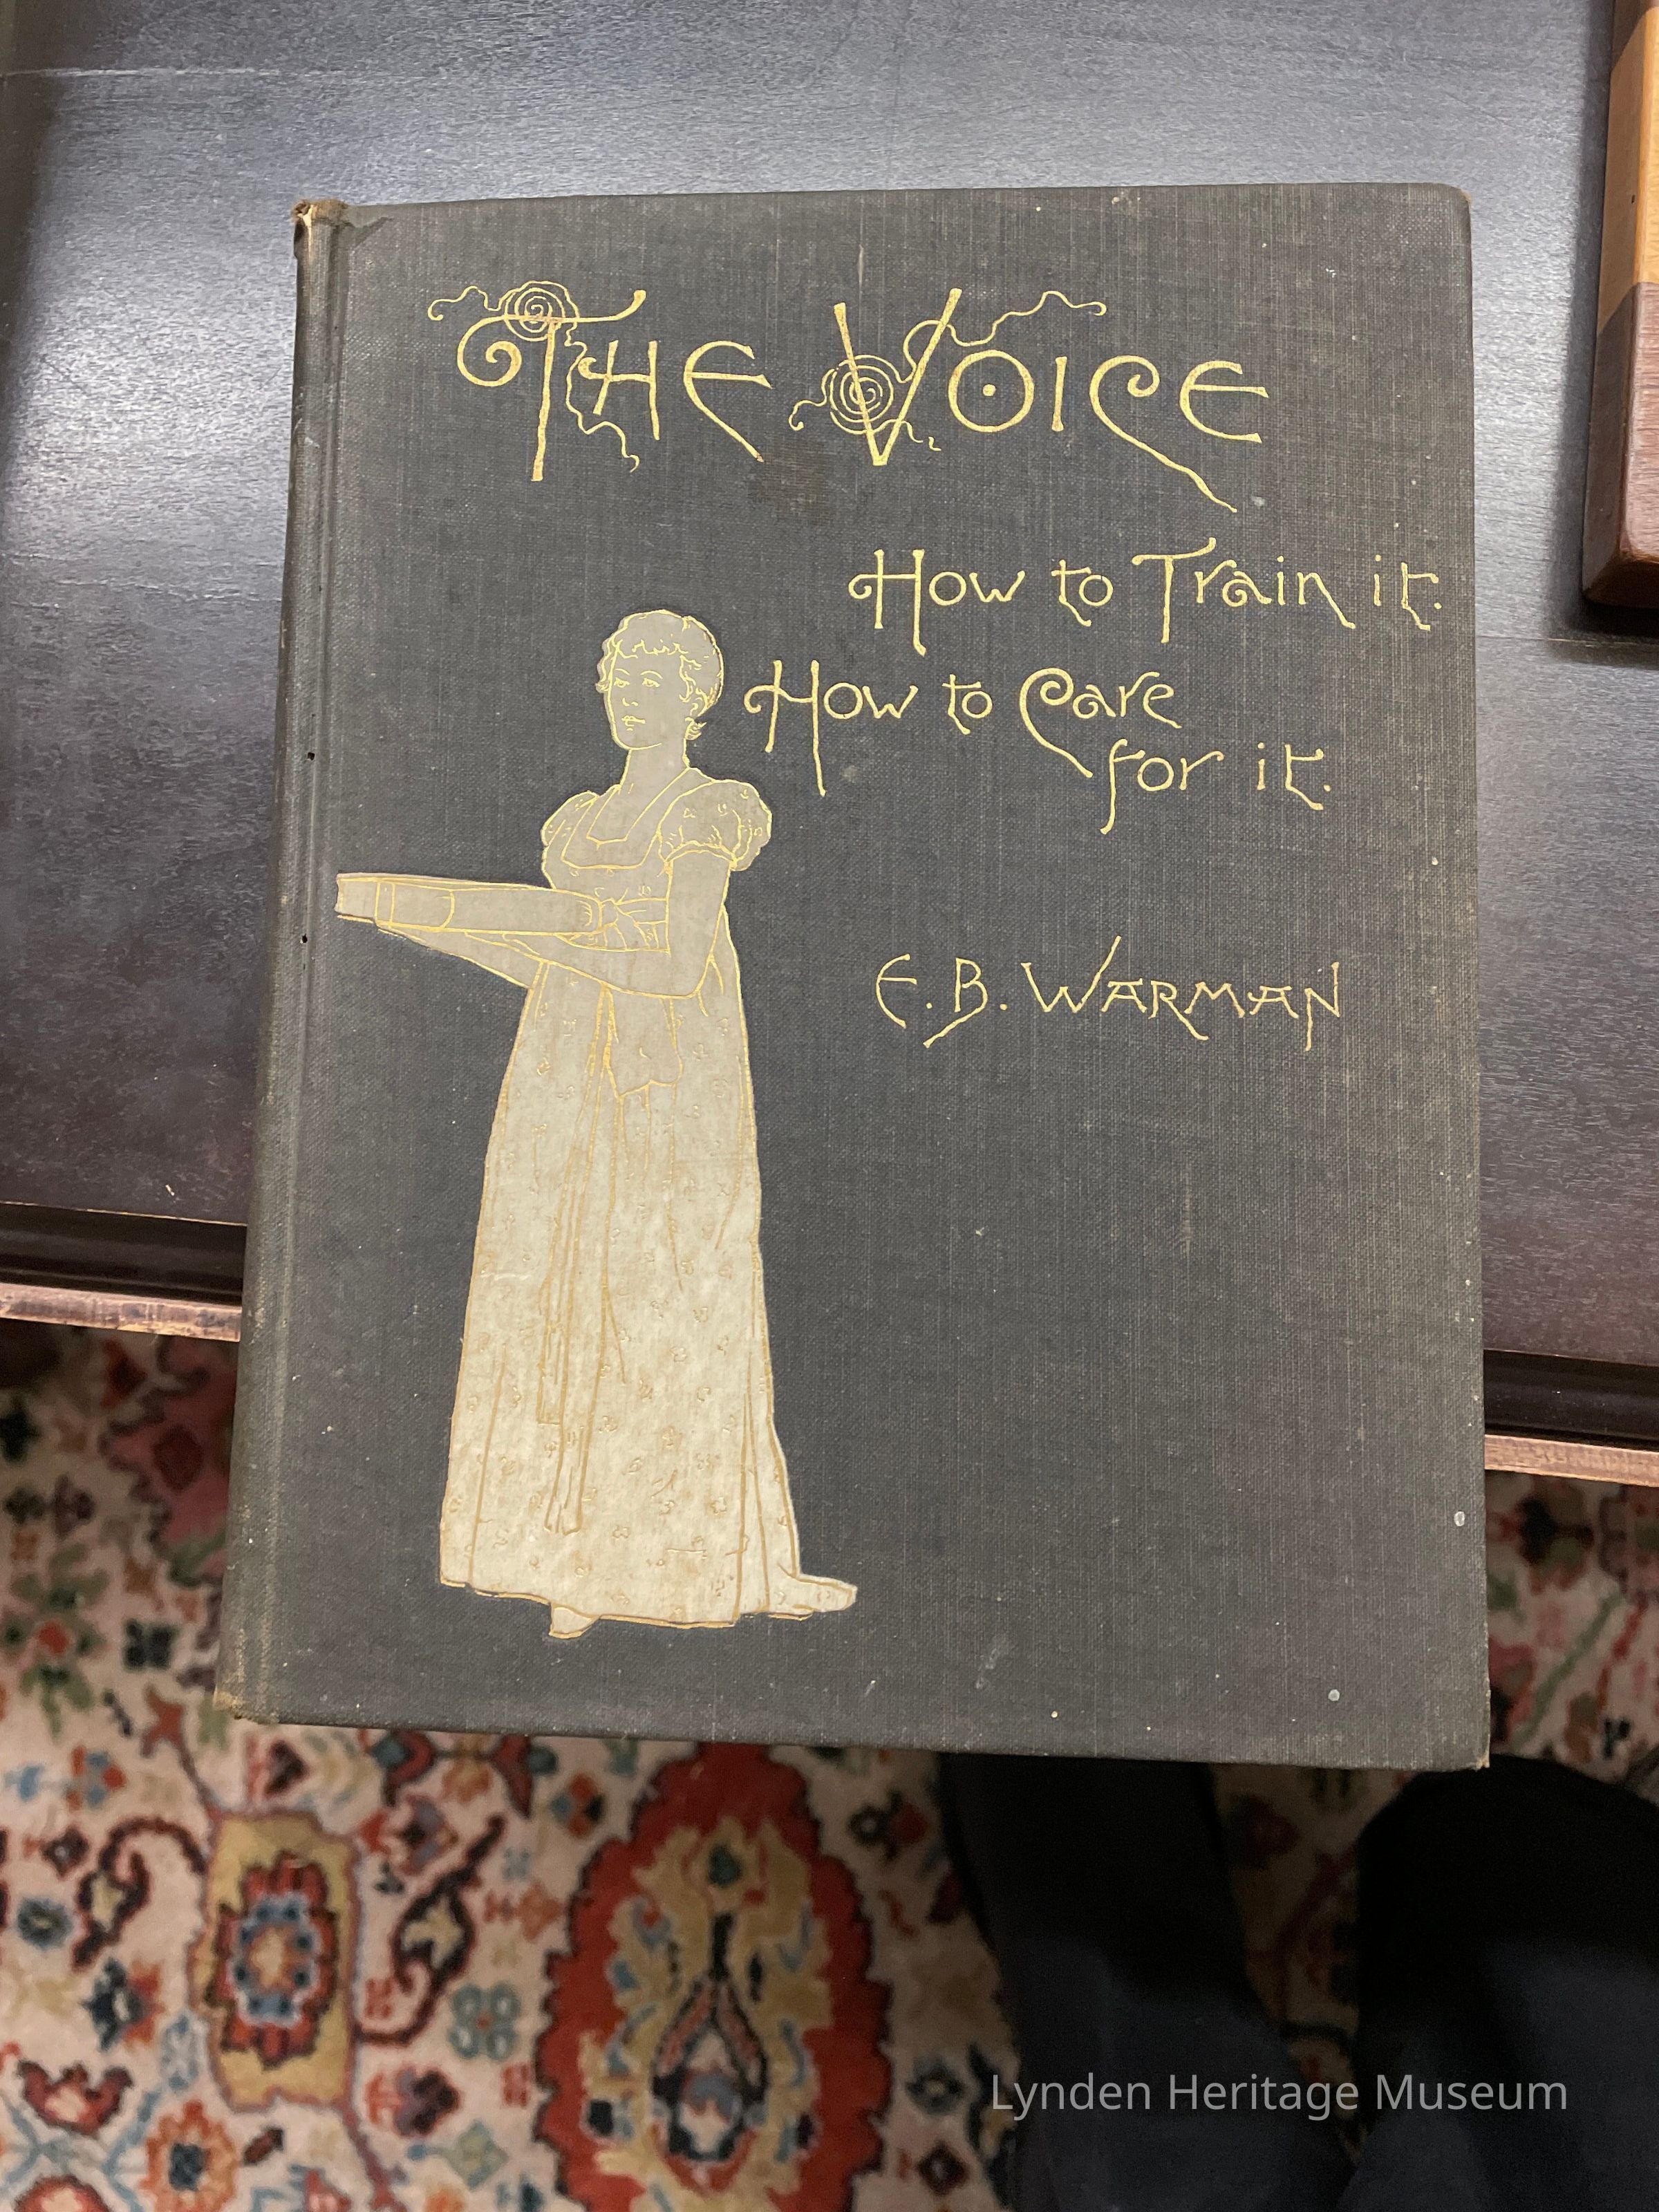 THE VOICE
How to Train it.
How to Care
for it.
E. B. WARMAN
Lynden Heritage Museum